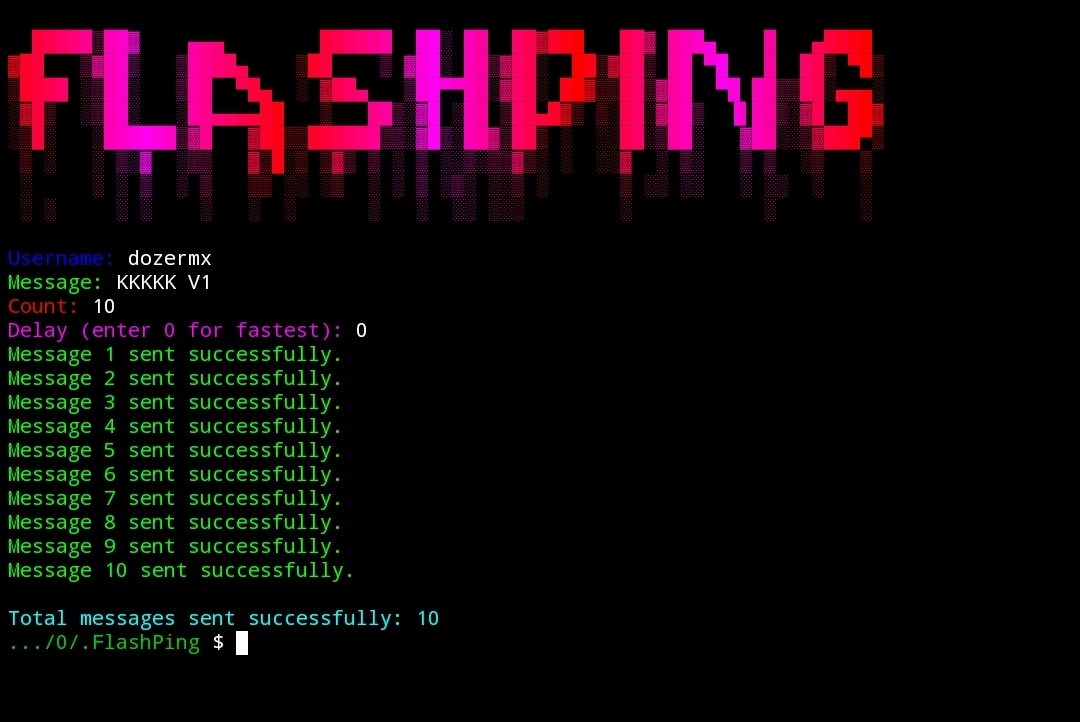 FLASHPING
Username: dozermx
Message: KKKKK V1
Count: 10
Delay (enter 0 for fastest): 0
Message 1 sent successfully.
Message 2 sent successfully.
Message 3 sent successfully.
Message 4 sent successfully.
Message 5 sent successfully.
Message 6 sent successfully.
Message 7 sent successfully.
Message 8 sent successfully.
Message 9 sent successfully.
Message 10 sent successfully.
Total messages sent successfully: 10
.../0/.FlashPing $